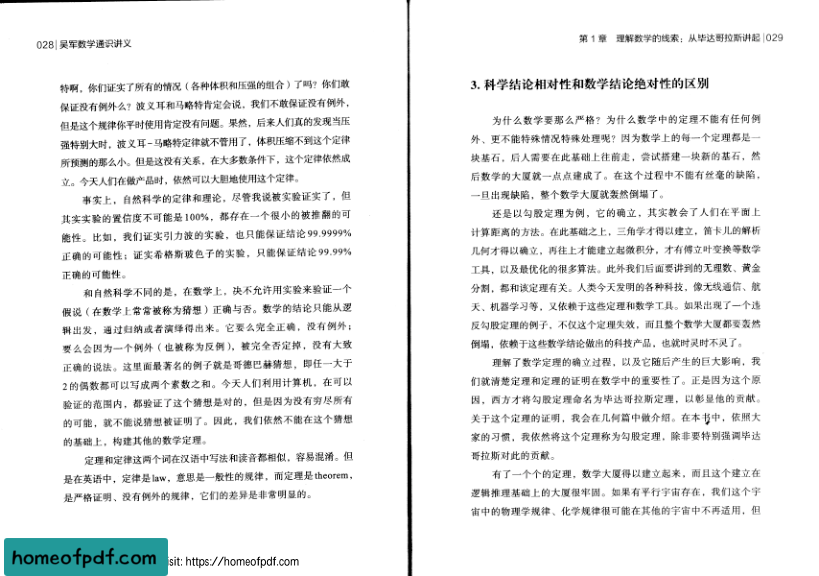 028|吴军数学通识讲义
特啊，你们证实了所有的情况（各种体积和压强的组合）了吗？你们敢
保证没有例外么？波义耳和马略特肯定会说，我们不敢保证没有例外，
但是这个规律你平时使用肯定没有问题。果然，后来人们真的发现当压
强特别大时，波义耳–马略特定律就不管用了，体积压缩不到这个定律
所预测的那么小。但是这没有关系，在大多数条件下，这个定律依然成
立。今天人们在做产品时，依然可以大胆地使用这个定律。
事实上，自然科学的定律和理论，尽管我说被实验证实了，但
其实实验的置信度不可能是100%，都存在一个很小的被推翻的可
能性。比如，我们证实引力波的实验，也只能保证结论99.9999%
正确的可能性；证实希格斯玻色子的实验，只能保证结论99.99%
正确的可能性。
和自然科学不同的是，在数学上，决不允许用实验来验证一个
假说（在数学上常常被称为猜想）正确与否。数学的结论只能从逻
辑出发，通过归纳或者演绎得出来。它要么完全正确，没有例外；
要么会因为一个例外（也被称为反例），被完全否定掉，没有大致
正确的说法。这里面最著名的例子就是哥德巴赫猜想，即任一大于
2的偶数都可以写成两个素数之和。今天人们利用计算机，在可以
验证的范围内，都验证了这个猜想是对的，但是因为没有穷尽所有
的可能，就不能说猜想被证明了。因此，我们依然不能在这个猜想
的基础上，构建其他的数学定理。
定理和定律这两个词在汉语中写法和读音都相似，容易混淆。但
是在英语中，定律是law，意思是一般性的规律，而定理是theorem，
是严格证明、没有例外的规律，它们的差异是非常明显的。
homeofpdf.com
isit: https://homeofpdf.com
第1章 理解数学的线索：从毕达哥拉斯讲起|029
3. 科学结论相对性和数学结论绝对性的区别
为什么数学要那么严格？为什么数学中的定理不能有任何例
外、更不能特殊情况特殊处理呢？因为数学上的每一个定理都是一
块基石，后人需要在此基础上往前走，尝试搭建一块新的基石，然
后数学的大厦就一点点建成了。在这个过程中不能有丝毫的缺陷，
一旦出现缺陷，整个数学大厦就轰然倒塌了。
还是以勾股定理为例，它的确立，其实教会了人们在平面上
计算距离的方法。在此基础之上，三角学才得以建立，笛卡儿的解析
几何才得以确立，再往上才能建立起微积分，才有傅立叶变换等数学
工具，以及最优化的很多算法。此外我们后面要讲到的无理数、黄金
分割，都和该定理有关。人类今天发明的各种科技，像无线通信、航
天、机器学习等，又依赖于这些定理和数学工具。如果出现了一个违
反勾股定理的例子，不仅这个定理失效，而且整个数学大厦都要轰然
倒塌，依赖于这些数学结论做出的科技产品，也就时灵时不灵了。
理解了数学定理的确立过程，以及它随后产生的巨大影响，我
们就清楚定理和定理的证明在数学中的重要性了。正是因为这个原
因，西方才将勾股定理命名为毕达哥拉斯定理，以彰显他的贡献。
关于这个定理的证明，我会在几何篇中做介绍。在本书中，依照大
家的习惯，我依然将这个定理称为勾股定理，除非要特别强调毕达
哥拉斯对此的贡献。
有了一个个的定理，数学大厦得以建立起来，而且这个建立在
逻辑推理基础上的大厦很牢固。如果有平行宇宙存在，我们这个宇
宙中的物理学规律、化学规律很可能在其他的宇宙中不再适用，但